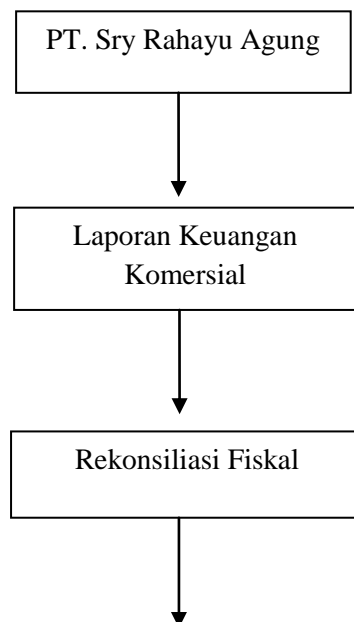 PT. Sry Rahayu Agung
Laporan Keuangan
Komersial
Rekonsiliasi Fiskal